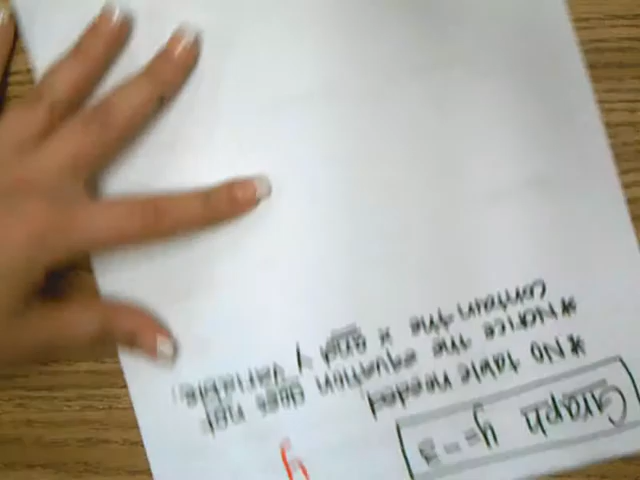 Graph y=-3
*No table needed.
*Notice the equation does not
contain the x and y variable.